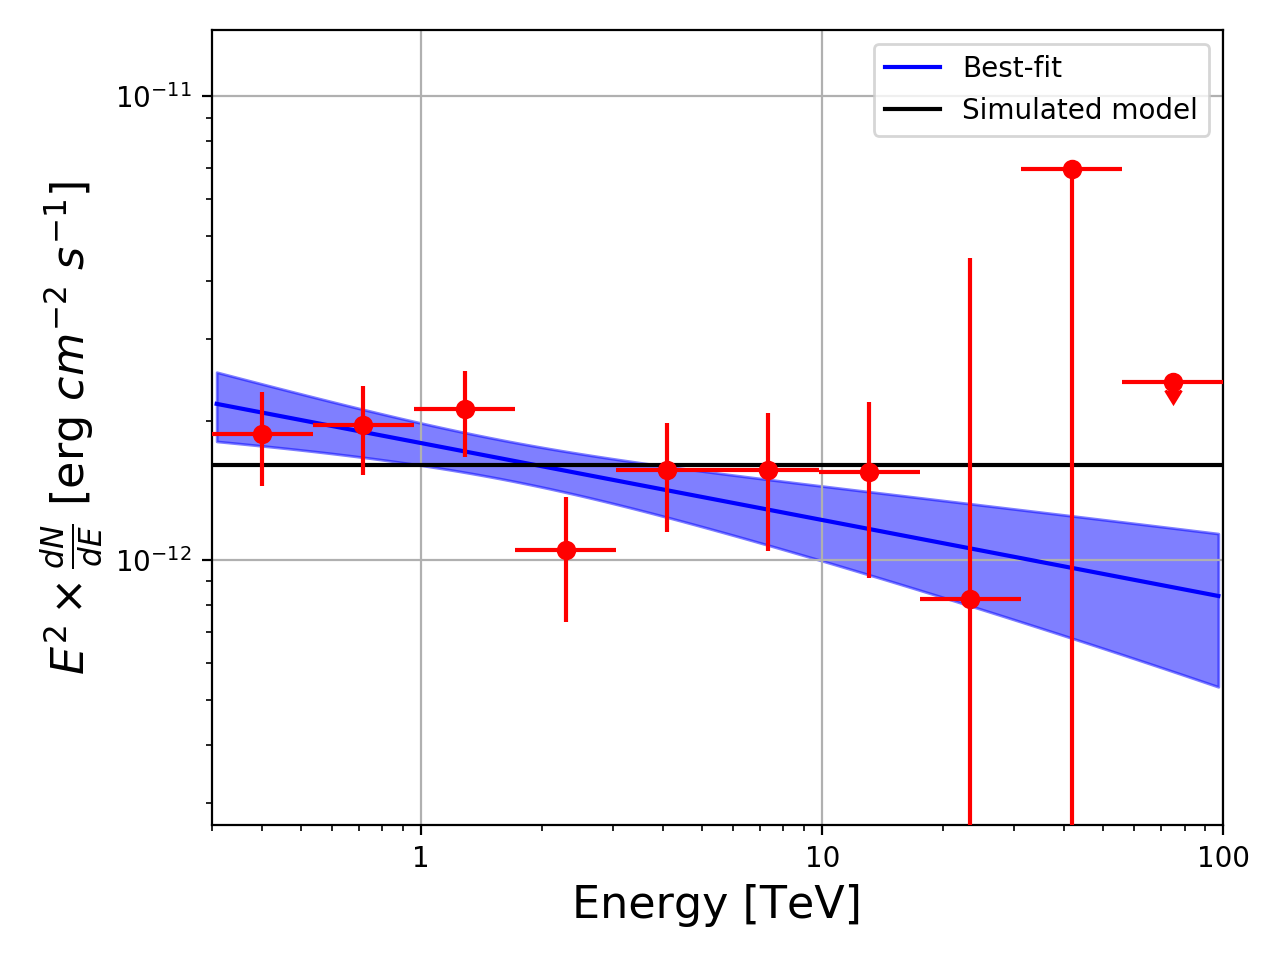 Best-fit
Simulated model
10⁻¹¹
10⁻¹²
E² × dN/dE [erg cm⁻² s⁻¹]
1
10
100
Energy [TeV]